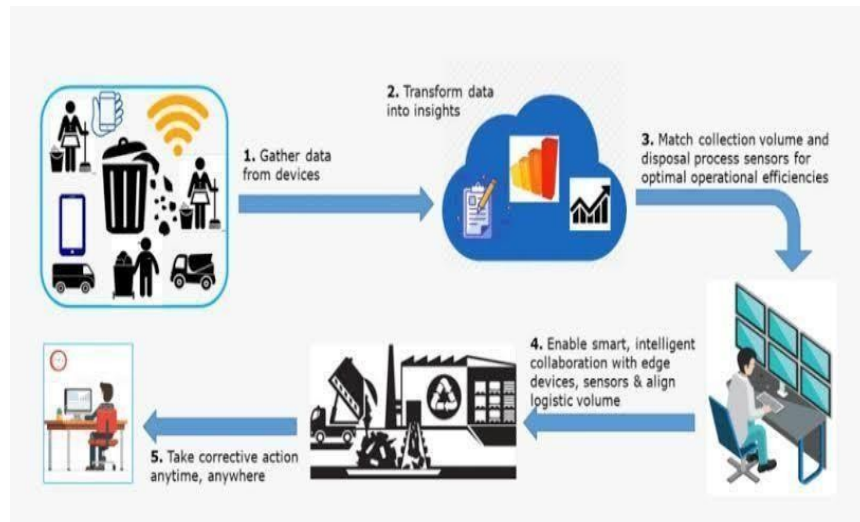 1. Gather data
from devices
2. Transform data
into insights
3. Match collection volume and
disposal process sensors for
optimal operational efficiencies
4. Enable smart, intelligent
collaboration with edge
devices, sensors & align
logistic volume
5. Take corrective action
anytime, anywhere